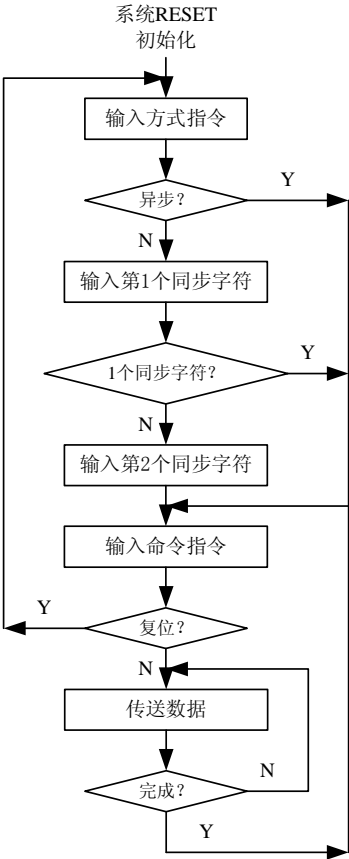 系统RESET
初始化
输入方式指令
异步?
Y
N
输入第1个同步字符
1个同步字符?
Y
N
输入第2个同步字符
输入命令指令
Y
复位?
N
传送数据
完成?
N
Y